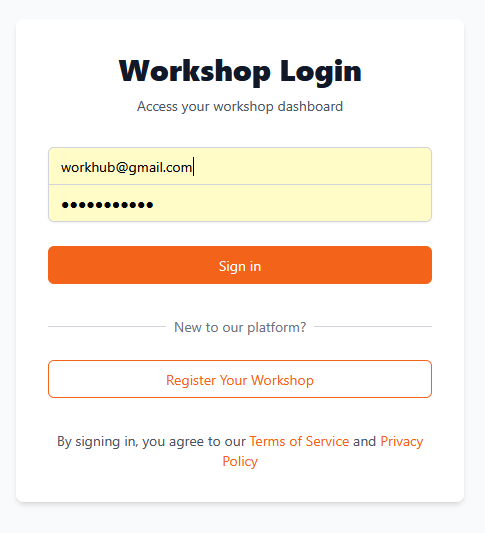 Workshop Login
Access your workshop dashboard
workhub@gmail.com
●●●●●●●●●●●
Sign in
New to our platform?
Register Your Workshop
By signing in, you agree to our Terms of Service and Privacy
Policy